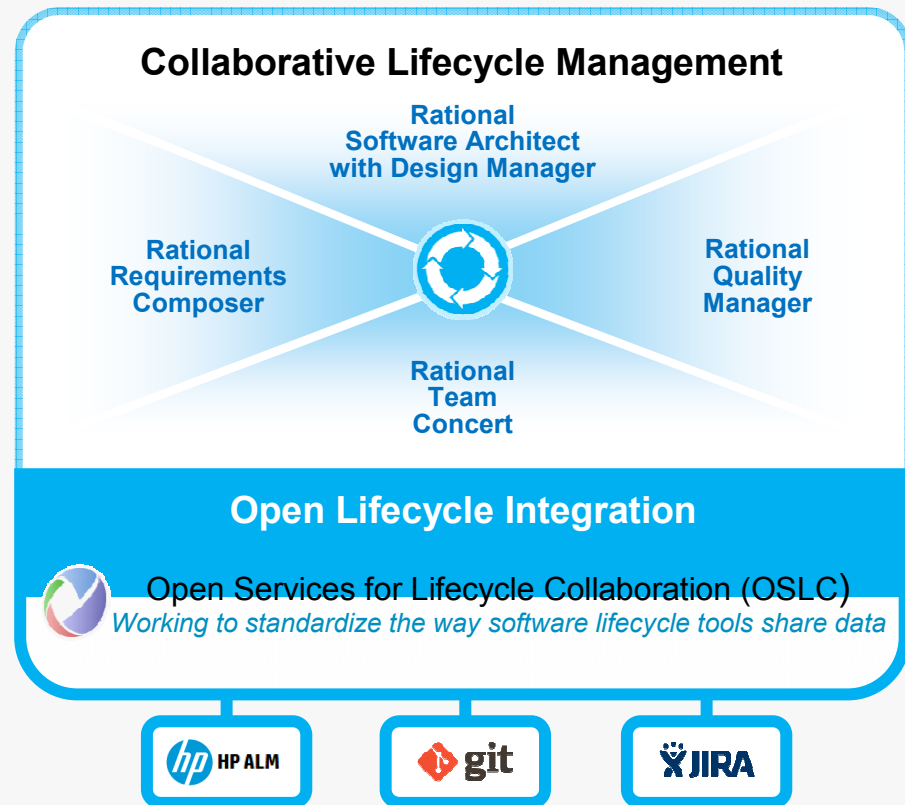 Collaborative Lifecycle Management
Rational
Software Architect
with Design Manager
Rational
Requirements
Composer
Rational
Quality
Manager
Rational
Team
Concert
Open Lifecycle Integration
Open Services for Lifecycle Collaboration (OSLC)
Working to standardize the way software lifecycle tools share data
hp HP ALM
git
JIRA